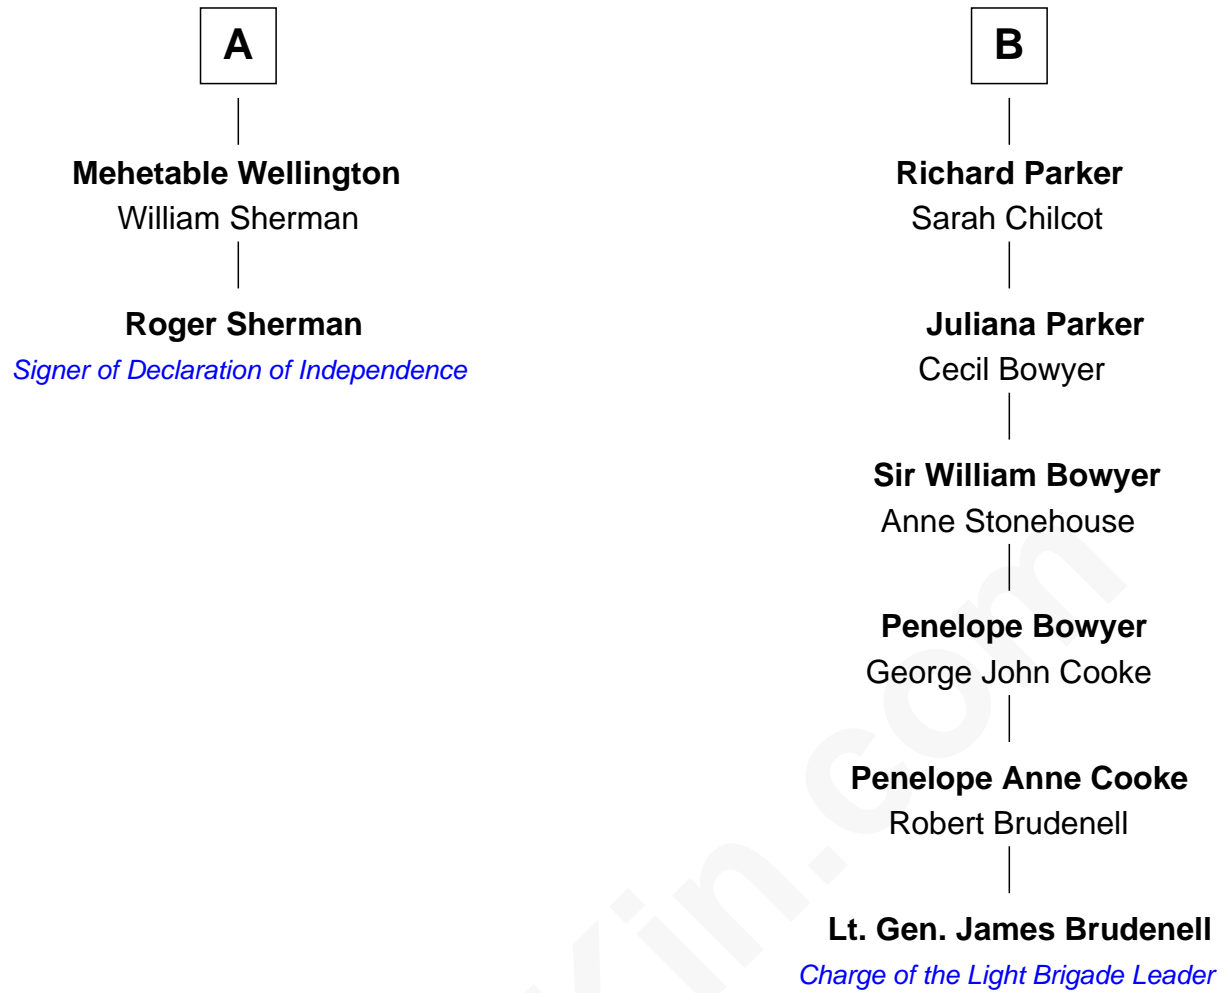 A
Mehetable Wellington
William Sherman
Roger Sherman
Signer of Declaration of Independence
B
Richard Parker
Sarah Chilcot
Juliana Parker
Cecil Bowyer
Sir William Bowyer
Anne Stonehouse
Penelope Bowyer
George John Cooke
Penelope Anne Cooke
Robert Brudenell
Lt. Gen. James Brudenell
Charge of the Light Brigade Leader
Kin.com